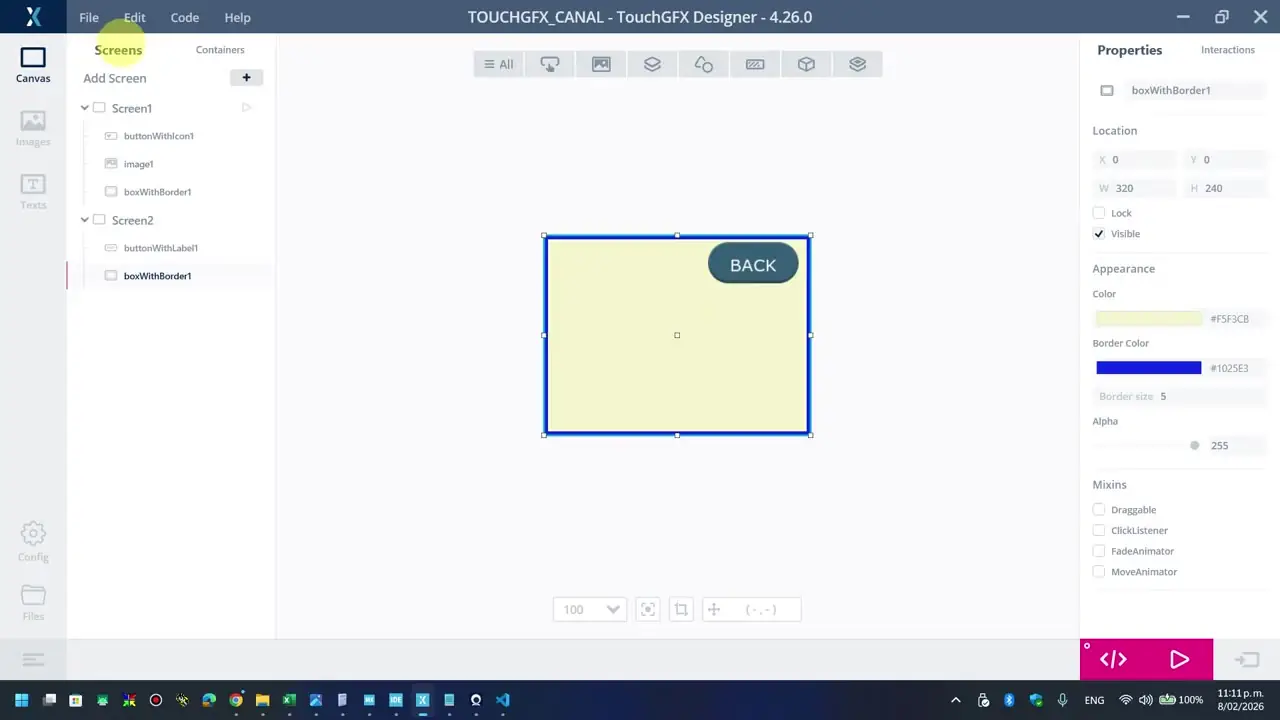 File Edit Code Help
TOUCHGFX_CANAL - TouchGFX Designer - 4.26.0
Canvas
Images
Texts
Config
Files
Screens Containers
Add Screen +
Screen1
buttonWithIcon1
image1
boxWithBorder1
Screen2
buttonWithLabel1
boxWithBorder1
All
BACK
100
(-,-)
Properties Interactions
boxWithBorder1
Location
X 0 Y 0
W 320 H 240
Lock
Visible
Appearance
Color
#F5F3CB
Border Color
#1025E3
Border size 5
Alpha
255
Mixins
Draggable
ClickListener
FadeAnimator
MoveAnimator
ENG 100% 11:11 p.m.
8/02/2026